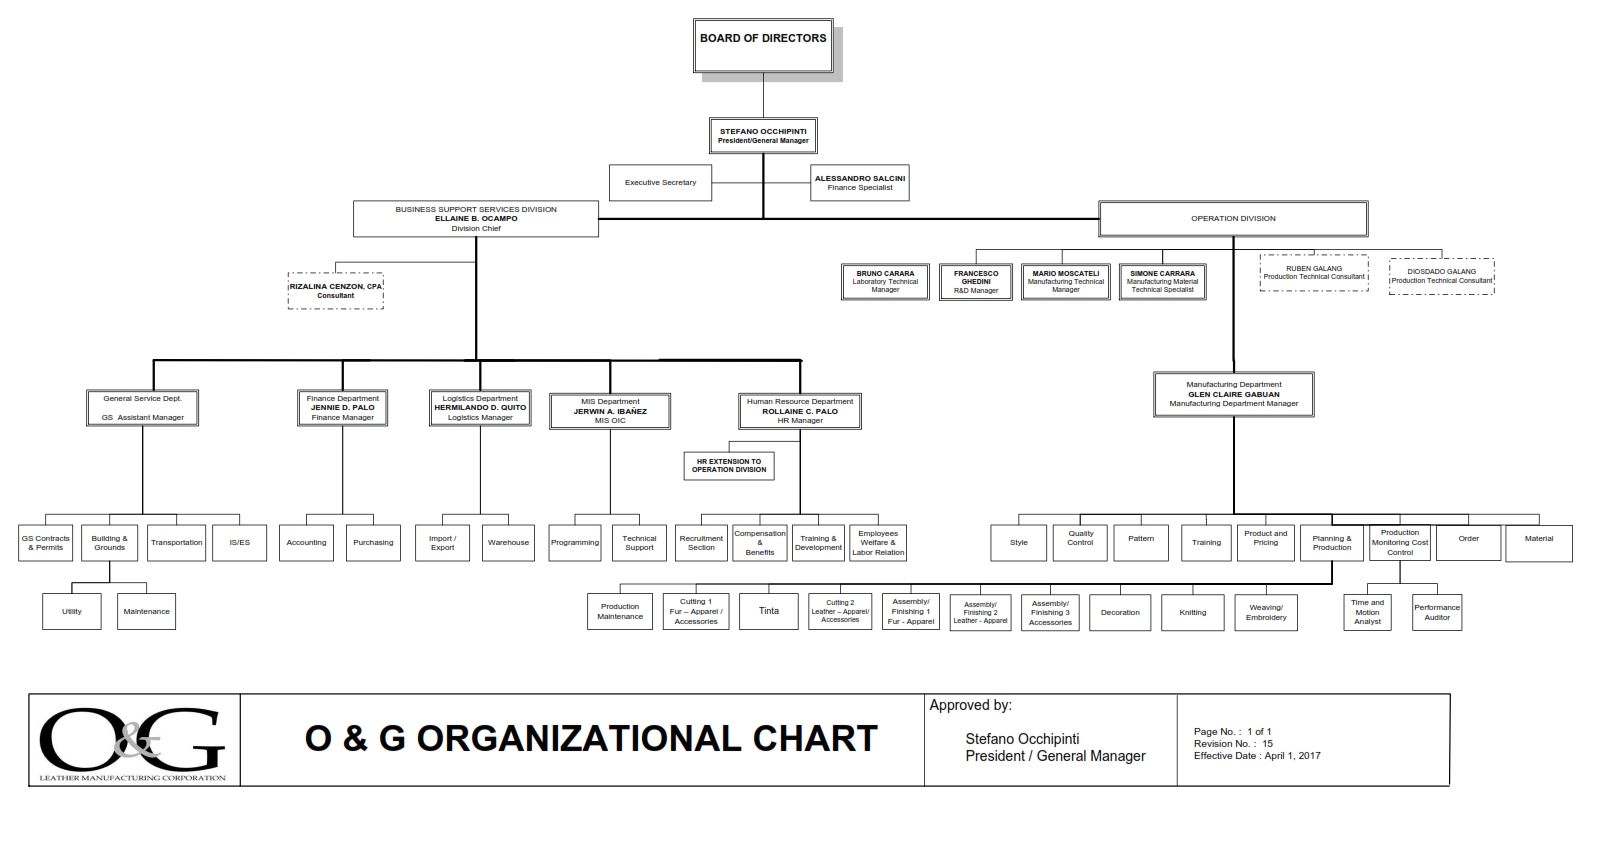 BOARD OF DIRECTORS
STEFANO OCCHIPINTI
President/General Manager
Executive Secretary
ALESSANDRO SALCINI
Finance Specialist
BUSINESS SUPPORT SERVICES DIVISION
ELLAINE B. OCAMPO
Division Chief
OPERATION DIVISION
RIZALINA CENZON, CPA
Consultant
BRUNO CARARA
Laboratory Technical
Manager
FRANCESCO
GHEDINI
R&D Manager
MARIO MOSCATELI
Manufacturing Technical
Manager
SIMONE CARRARA
Manufacturing Material
Technical Specialist
RUBEN GALANG
Production Technical Consultant
DIOSDADO GALANG
Production Technical Consultant
General Service Dept.
GS Assistant Manager
Finance Department
JENNIE D. PALO
Finance Manager
Logistics Department
HERMILANDO D. QUITO
Logistics Manager
MIS Department
JERWIN A. IBAÑEZ
MIS OIC
Human Resource Department
ROLLAINE C. PALO
HR Manager
Manufacturing Department
GLEN CLAIRE GABUAN
Manufacturing Department Manager
HR EXTENSION TO
OPERATION DIVISION
GS Contracts
& Permits
Building &
Grounds
Transportation
IS/ES
Accounting
Purchasing
Import /
Export
Warehouse
Programming
Technical
Support
Recruitment
Section
Compensation
&
Benefits
Training &
Development
Employees
Welfare &
Labor Relation
Style
Quality
Control
Pattern
Training
Product and
Pricing
Planning &
Production
Production
Monitoring Cost
Control
Order
Material
Utility
Maintenance
Production
Maintenance
Cutting 1
Fur – Apparel /
Accessories
Tinta
Cutting 2
Leather – Apparel/
Accessories
Assembly/
Finishing 1
Fur - Apparel
Assembly/
Finishing 2
Leather - Apparel
Assembly/
Finishing 3
Accessories
Decoration
Knitting
Weaving/
Embroidery
Time and
Motion
Analyst
Performance
Auditor
O&G
LEATHER MANUFACTURING CORPORATION
O & G ORGANIZATIONAL CHART
Approved by:
Stefano Occhipinti
President / General Manager
Page No. : 1 of 1
Revision No. : 15
Effective Date : April 1, 2017